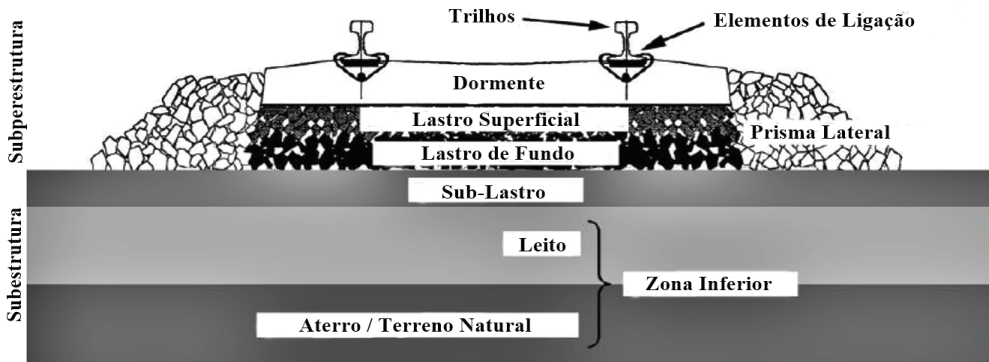 Trilhos
Elementos de Ligação
Subperestrutura
Dormente
Lastro Superficial
Prisma Lateral
Lastro de Fundo
Sub-Lastro
Subestrutura
Leito
Zona Inferior
Aterro / Terreno Natural